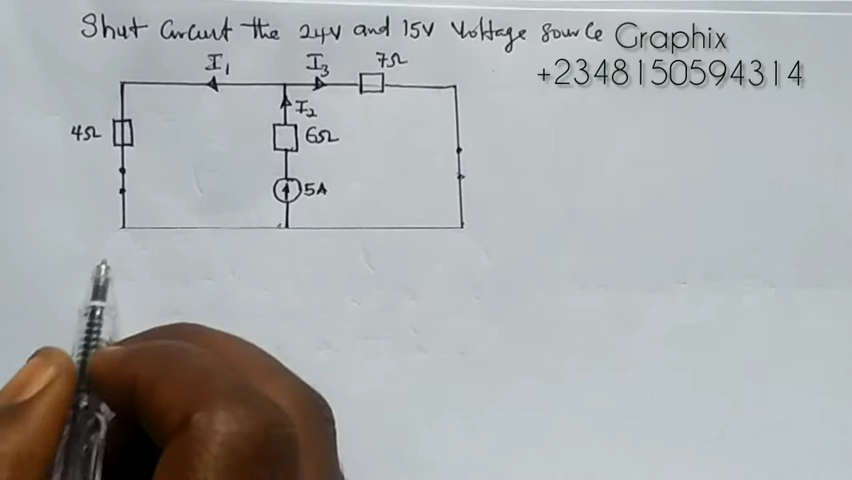 Shut Circuit the 24V and 15V Voltage source Graphix
+2348150594314
I₁ I₃ 7Ω
I₂
4Ω 6Ω
5A